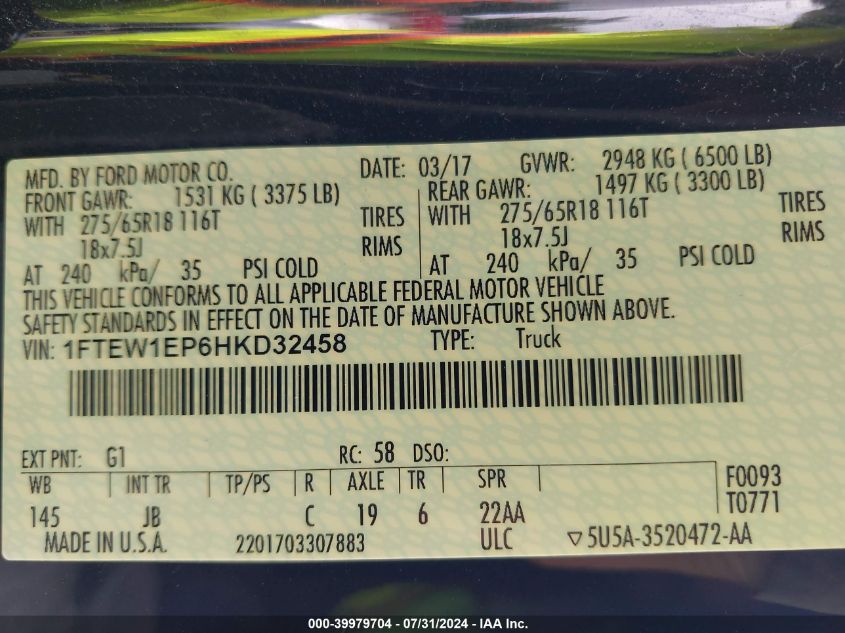 MFD. BY FORD MOTOR CO. DATE: 03/17 GVWR: 2948 KG ( 6500 LB)
FRONT GAWR: 1531 KG ( 3375 LB) REAR GAWR: 1497 KG ( 3300 LB)
WITH 275/65R18 116T TIRES WITH 275/65R18 116T TIRES
18x7.5J RIMS 18x7.5J RIMS
AT 240 kPa/ 35 PSI COLD AT 240 kPa/ 35 PSI COLD
THIS VEHICLE CONFORMS TO ALL APPLICABLE FEDERAL MOTOR VEHICLE
SAFETY STANDARDS IN EFFECT ON THE DATE OF MANUFACTURE SHOWN ABOVE.
VIN: 1FTEW1EP6HKD32458 TYPE: Truck
EXT PNT: G1 RC: 58 DSO:
WB INT TR TP/PS R AXLE TR SPR F0093
145 JB C 19 6 22AA T0771
MADE IN U.S.A. 2201703307883 ULC ▽5U5A-3520472-AA
000-39979704 - 07/31/2024 - IAA Inc.